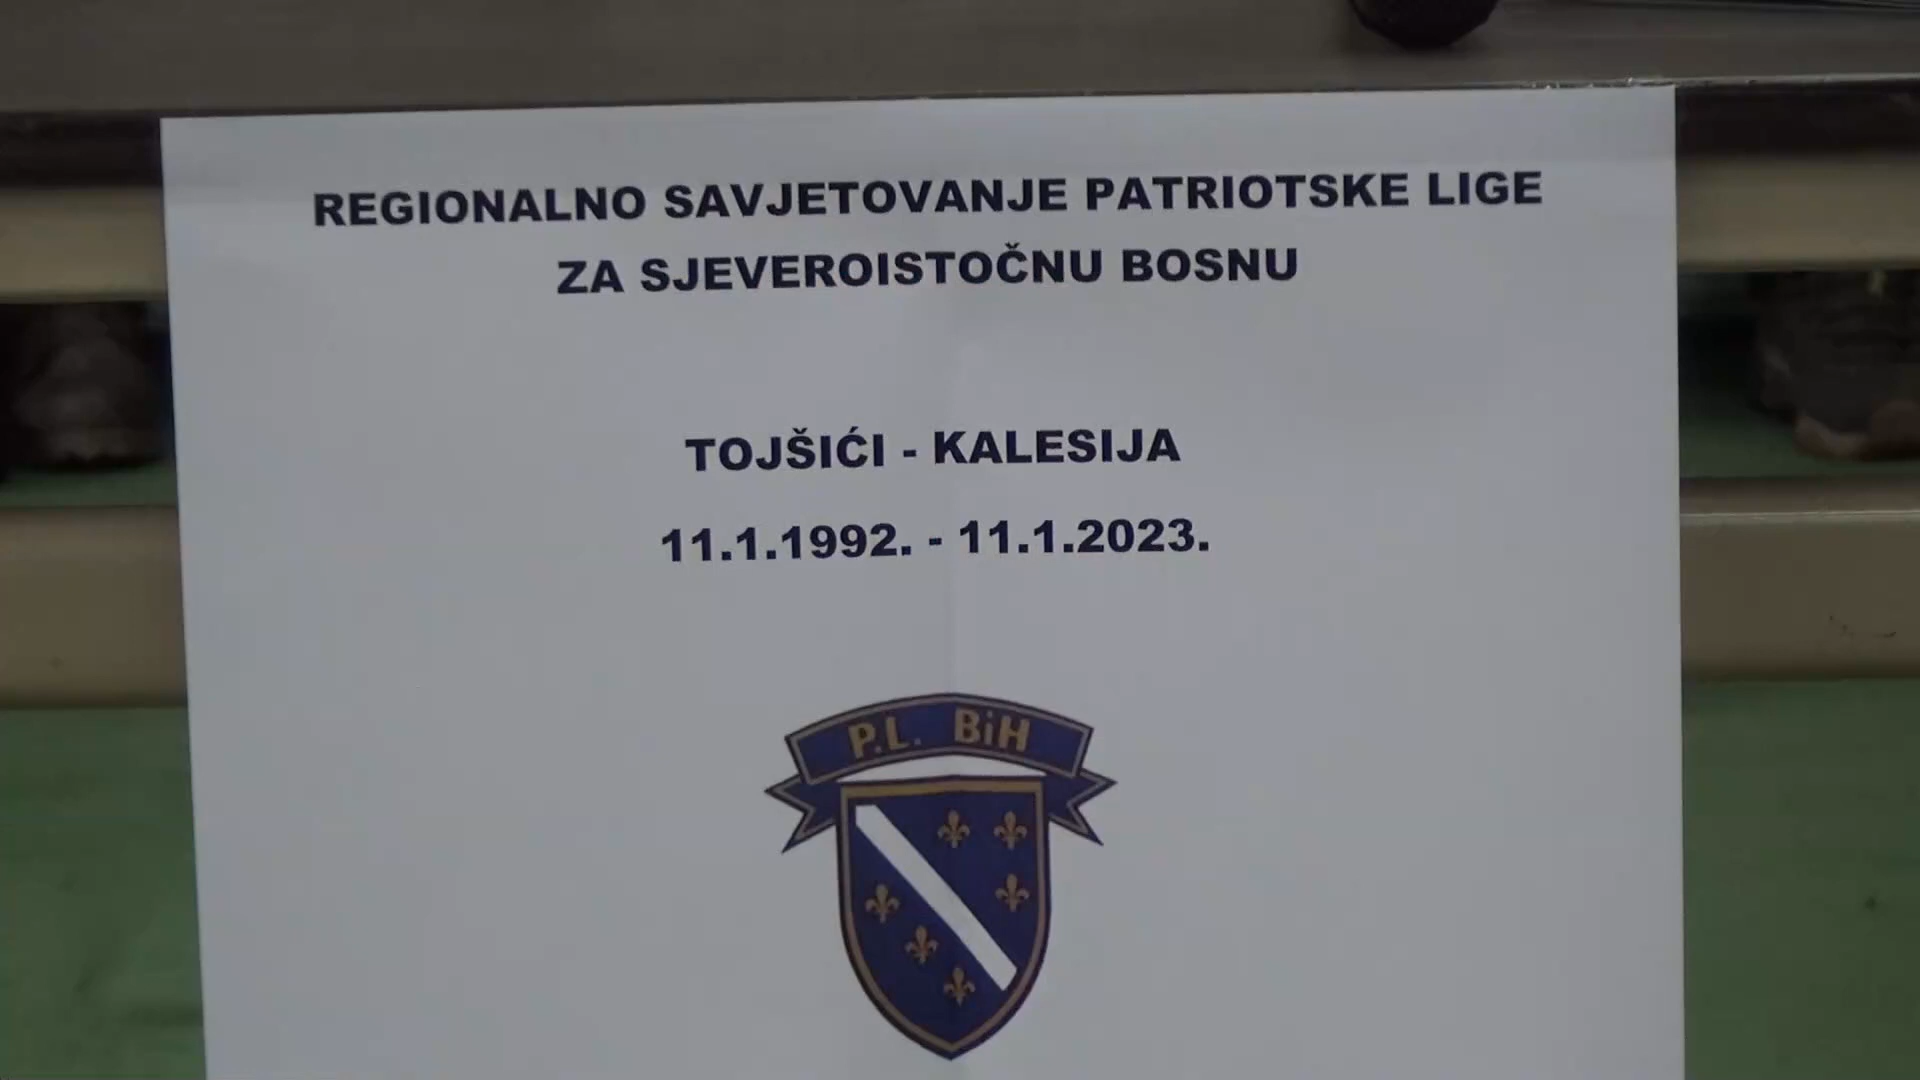 REGIONALNO SAVJETOVANJE PATRIOTSKE LIGE
ZA SJEVEROISTOČNU BOSNU
TOJŠIĆI - KALESIJA
11.1.1992. - 11.1.2023.
P.L. BiH